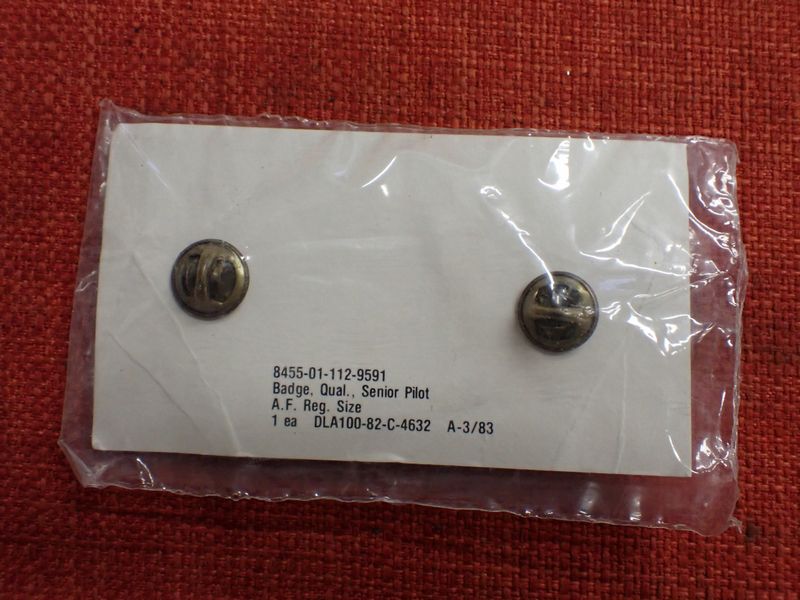 8455-01-112-9591
Badge, Qual., Senior Pilot
A.F. Reg. Size
1 ea DLA100-82-C-4632 A-3/83